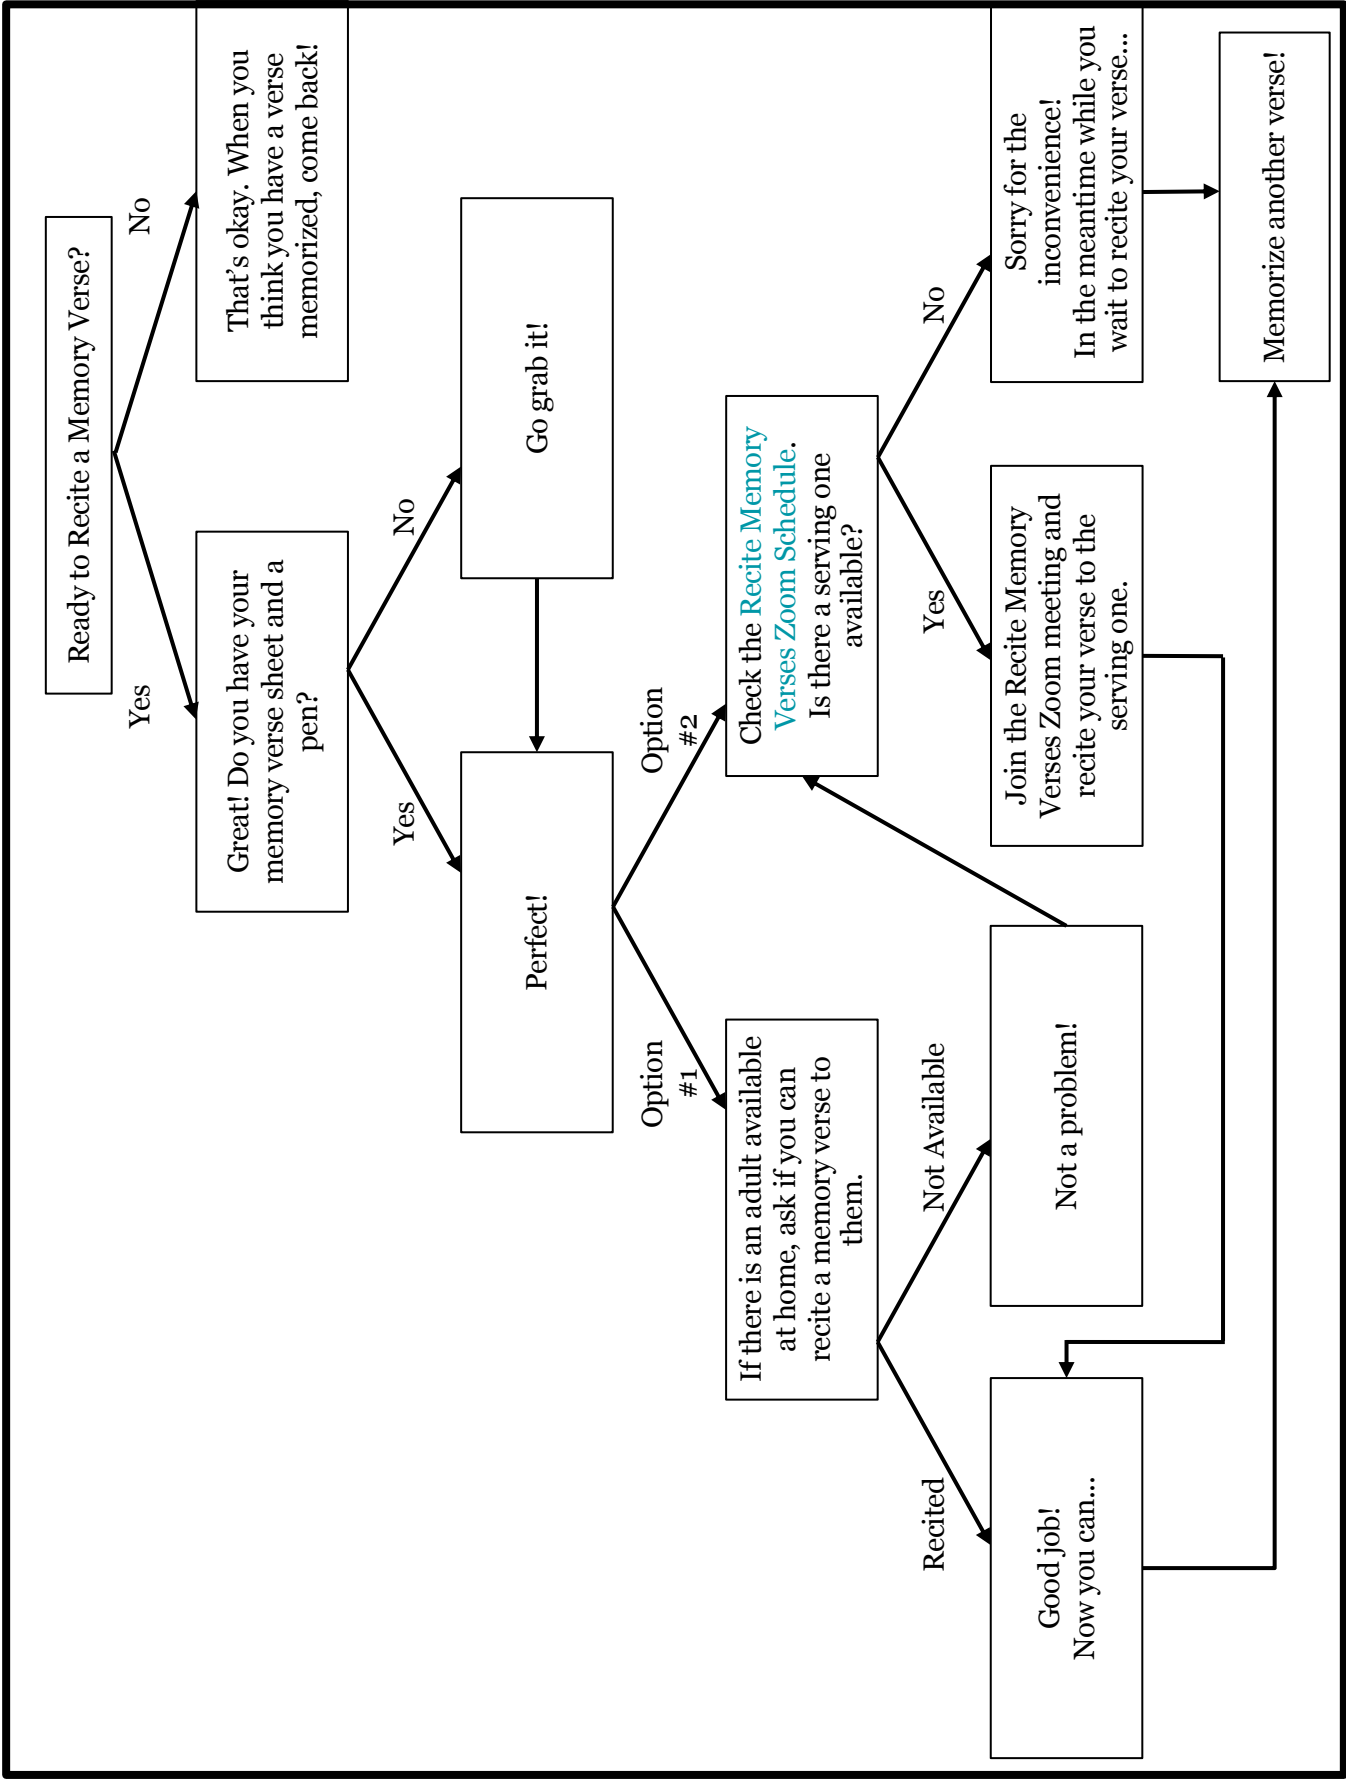 Ready to Recite a Memory Verse?
Yes
No
Great! Do you have your
memory verse sheet and a
pen?
That's okay. When you
think you have a verse
memorized, come back!
Yes
No
Perfect!
Go grab it!
Option
#1
Option
#2
If there is an adult available
at home, ask if you can
recite a memory verse to
them.
Check the Recite Memory
Verses Zoom Schedule.
Is there a serving one
available?
Recited
Not Available
Yes
No
Good job!
Now you can...
Not a problem!
Join the Recite Memory
Verses Zoom meeting and
recite your verse to the
serving one.
Sorry for the
inconvenience!
In the meantime while you
wait to recite your verse...
Memorize another verse!